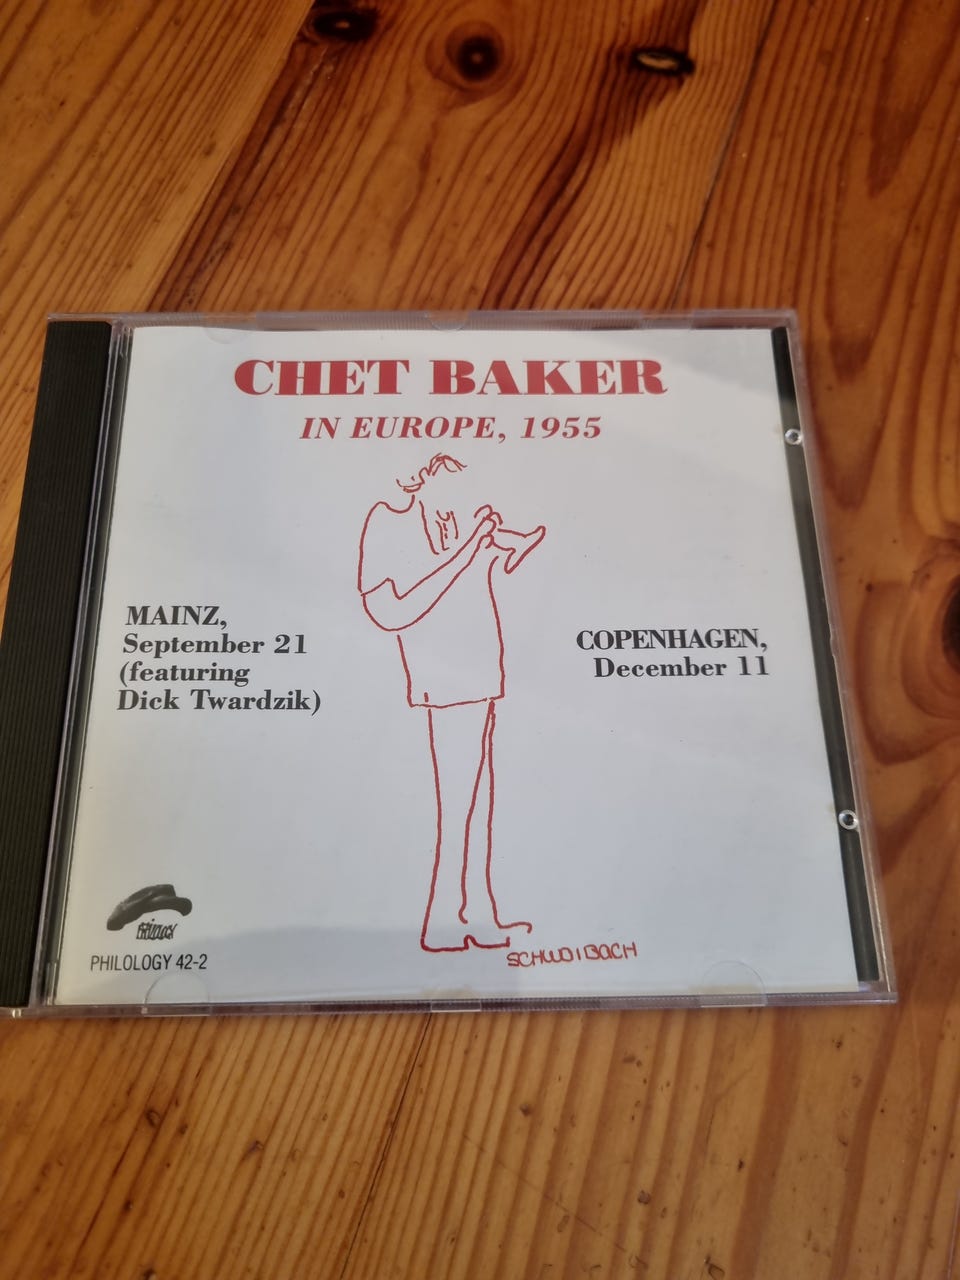 CHET BAKER
IN EUROPE, 1955
MAINZ,
September 21
(featuring
Dick Twardzik)
COPENHAGEN,
December 11
PHILOLOGY 42-2
SCHWOIBACH